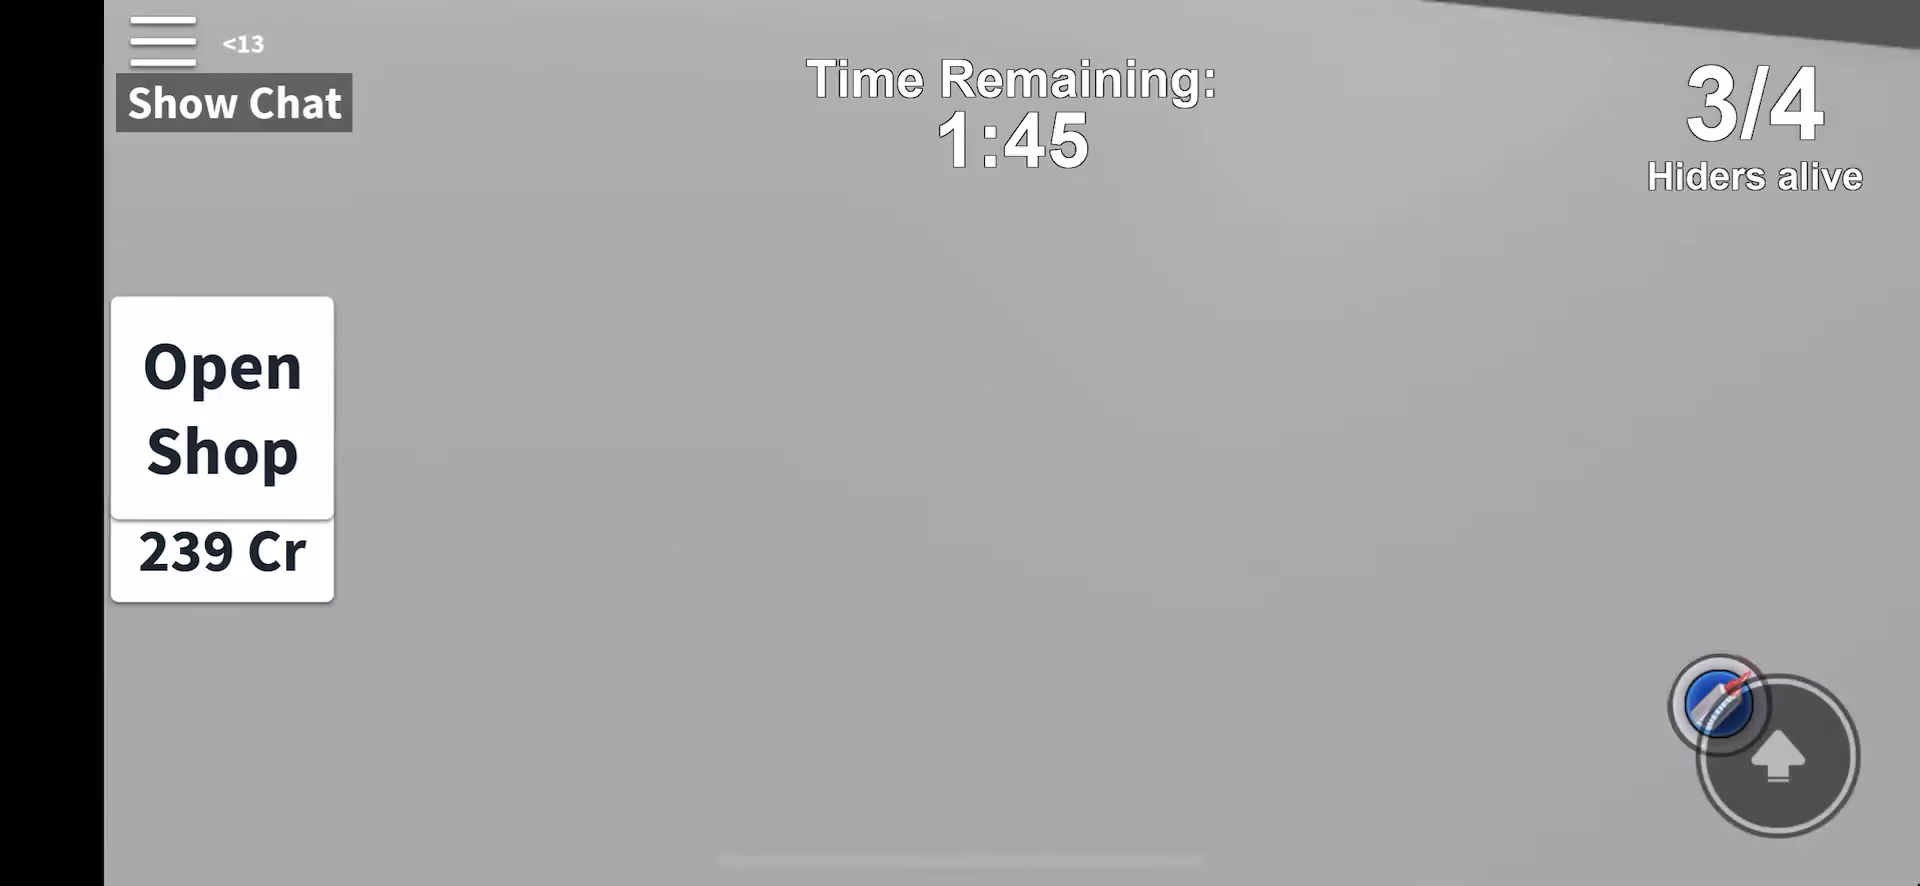 <13
Show Chat
Time Remaining:
1:45
3/4
Hiders alive
Open
Shop
239 Cr